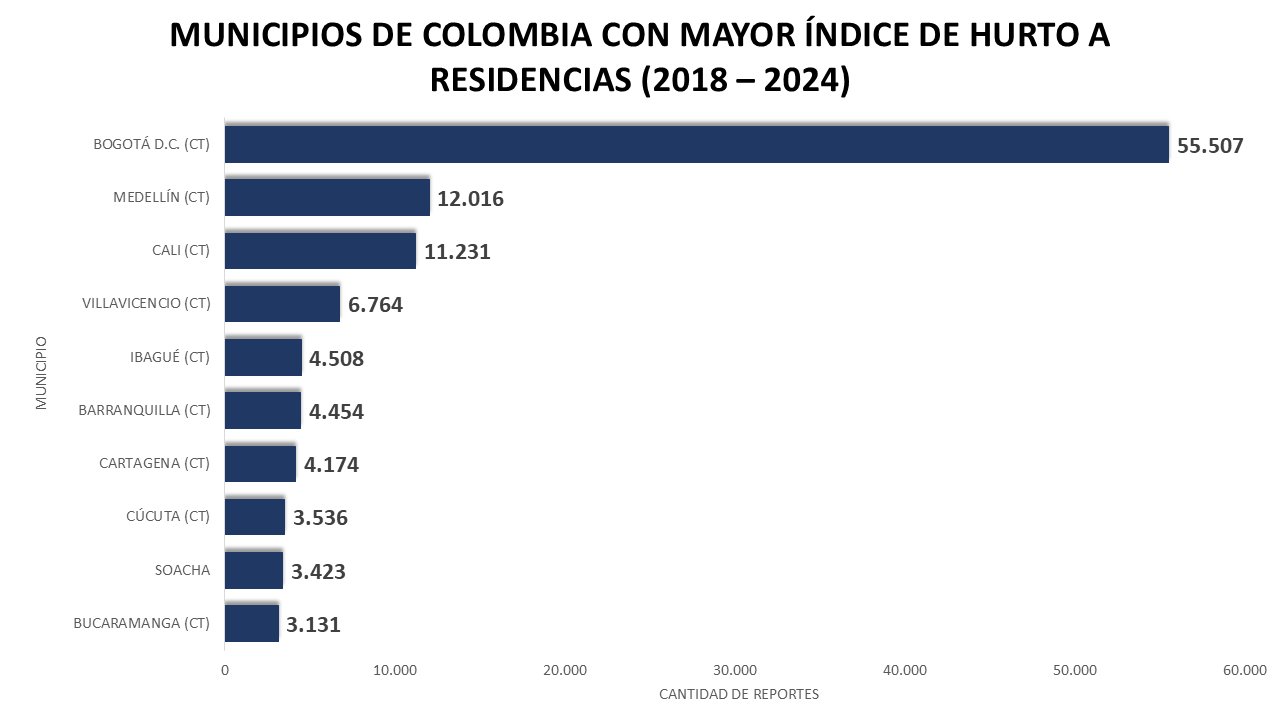 MUNICIPIOS DE COLOMBIA CON MAYOR ÍNDICE DE HURTO A
RESIDENCIAS (2018 – 2024)
MUNICIPIO
BOGOTÁ D.C. (CT) 55.507
MEDELLÍN (CT) 12.016
CALI (CT) 11.231
VILLAVICENCIO (CT) 6.764
IBAGUÉ (CT) 4.508
BARRANQUILLA (CT) 4.454
CARTAGENA (CT) 4.174
CÚCUTA (CT) 3.536
SOACHA 3.423
BUCARAMANGA (CT) 3.131
0 10.000 20.000 30.000 40.000 50.000 60.000
CANTIDAD DE REPORTES